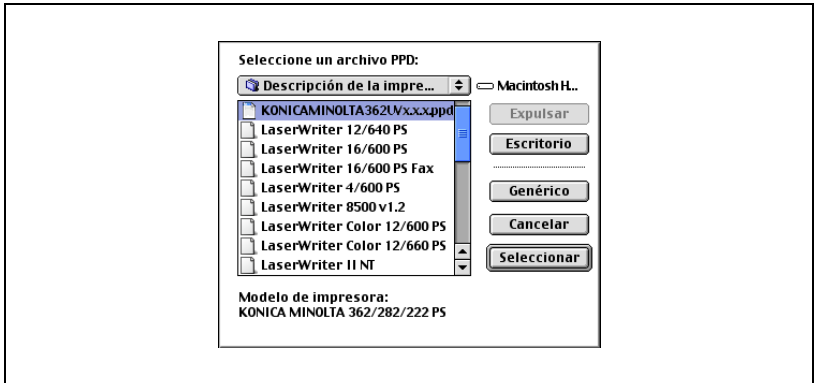 Seleccione un archivo PPD:
Descripción de la impre...
Macintosh H...
KONICAMINOLTA362UVx.x.x.ppd
LaserWriter 12/640 PS
LaserWriter 16/600 PS
LaserWriter 16/600 PS Fax
LaserWriter 4/600 PS
LaserWriter 8500 v1.2
LaserWriter Color 12/600 PS
LaserWriter Color 12/660 PS
LaserWriter II NT
Expulsar
Escritorio
Genérico
Cancelar
Seleccionar
Modelo de impresora:
KONICA MINOLTA 362/282/222 PS